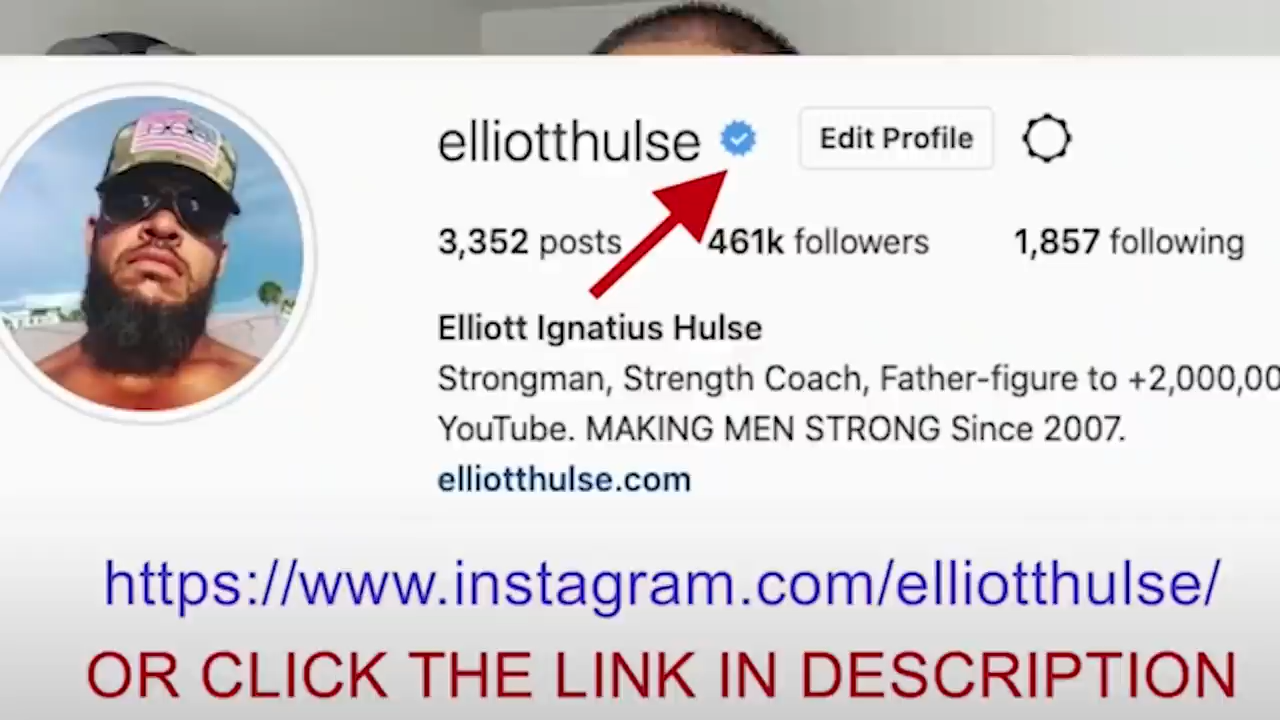 elliotthulse Edit Profile
3,352 posts 461k followers 1,857 following
Elliott Ignatius Hulse
Strongman, Strength Coach, Father-figure to +2,000,00
YouTube. MAKING MEN STRONG Since 2007.
elliotthulse.com
https://www.instagram.com/elliotthulse/
OR CLICK THE LINK IN DESCRIPTION